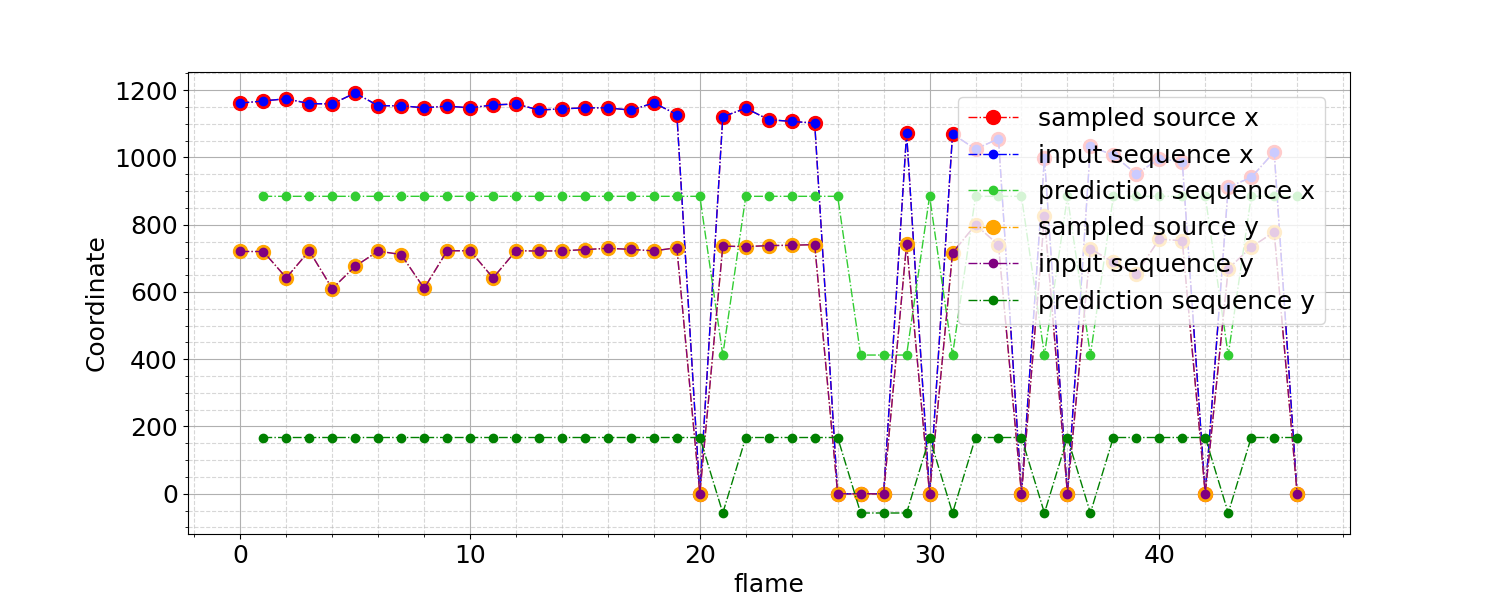 1200
1000
800
600
400
200
0
Coordinate
0 10 20 30 40
flame
sampled source x
input sequence x
prediction sequence x
sampled source y
input sequence y
prediction sequence y